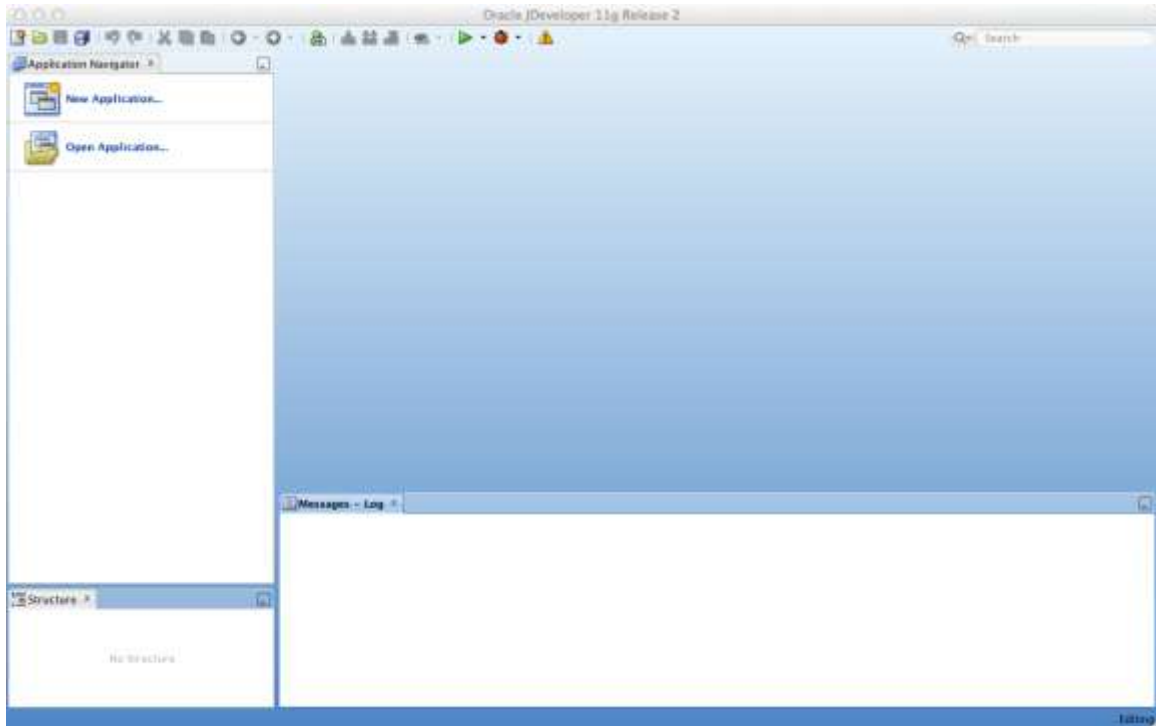 Oracle JDeveloper 11g Release 2
Search
Application Navigator
New Application...
Open Application...
Messages - Log
Structure
No Structure
Editing